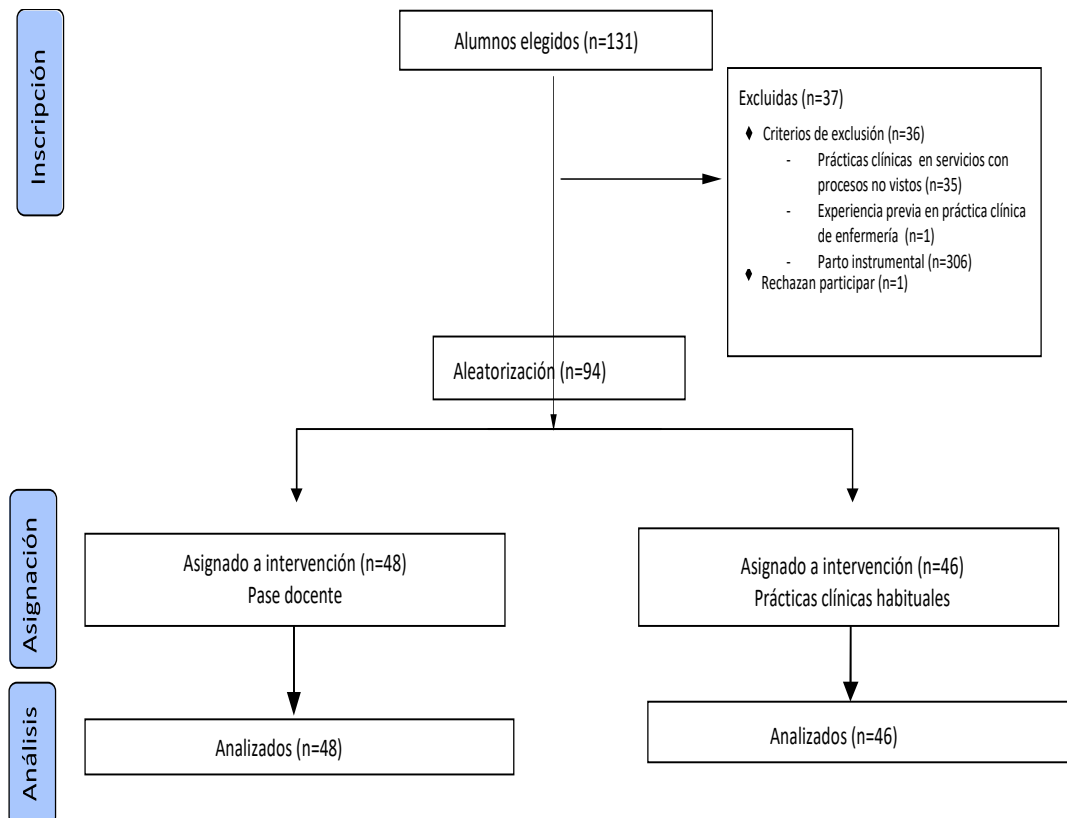 Inscripción
Alumnos elegidos (n=131)
Excluidas (n=37)
♦ Criterios de exclusión (n=36)
- Prácticas clínicas en servicios con
procesos no vistos (n=35)
- Experiencia previa en práctica clínica
de enfermería (n=1)
- Parto instrumental (n=306)
♦ Rechazan participar (n=1)
Aleatorización (n=94)
Asignación
Asignado a intervención (n=48)
Pase docente
Asignado a intervención (n=46)
Prácticas clínicas habituales
Análisis
Analizados (n=48)
Analizados (n=46)